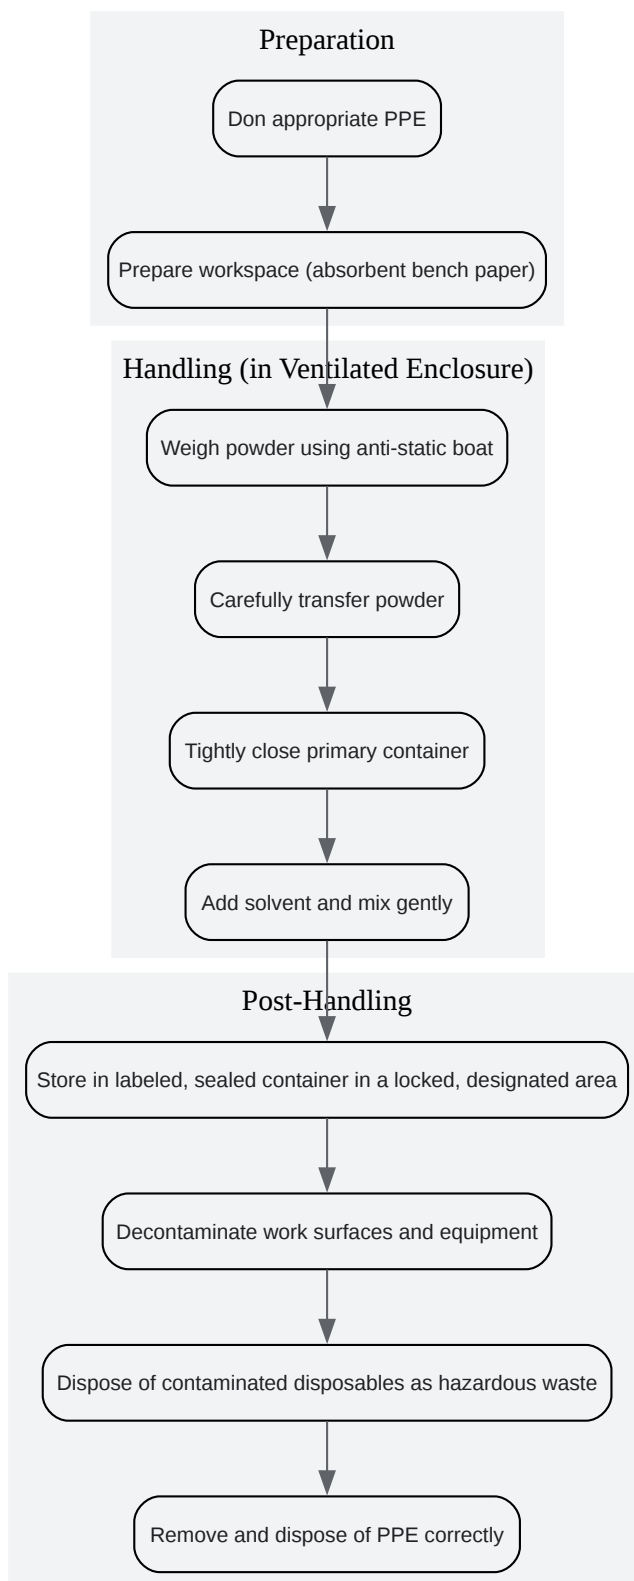 Preparation
Don appropriate PPE
Prepare workspace (absorbent bench paper)
Handling (in Ventilated Enclosure)
Weigh powder using anti-static boat
Carefully transfer powder
Tightly close primary container
Add solvent and mix gently
Post-Handling
Store in labeled, sealed container in a locked, designated area
Decontaminate work surfaces and equipment
Dispose of contaminated disposables as hazardous waste
Remove and dispose of PPE correctly